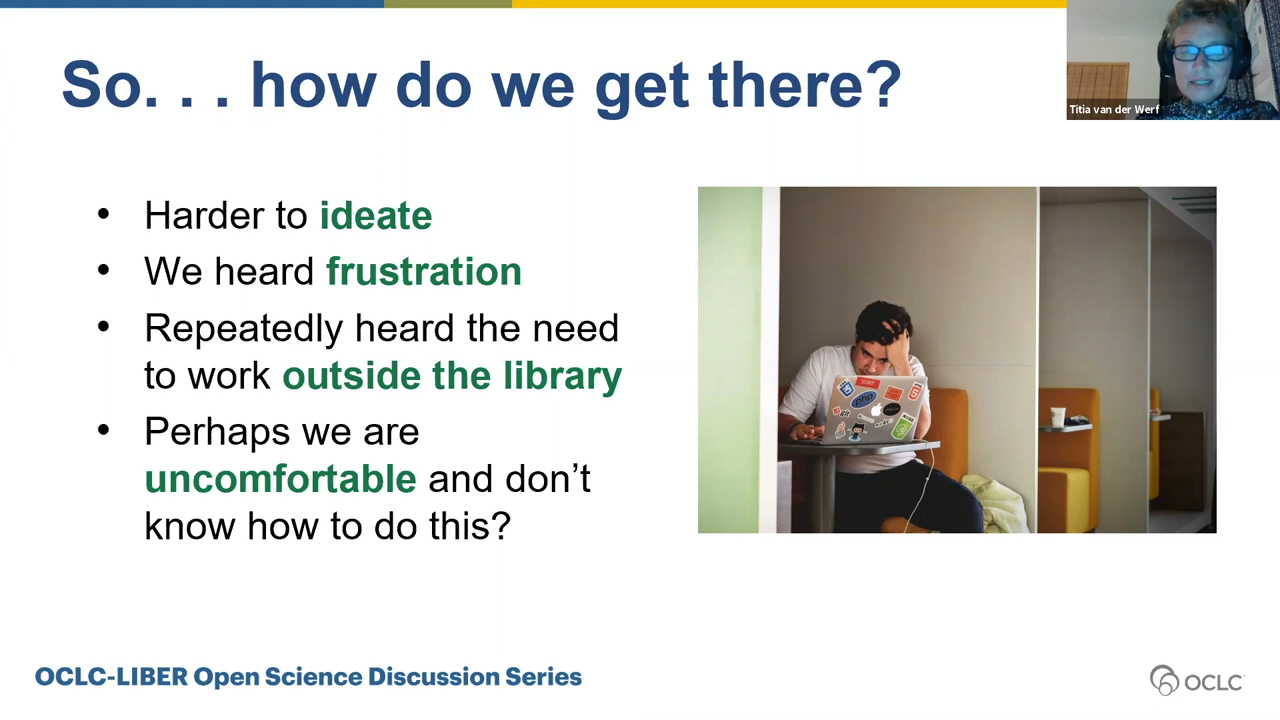 So. . . how do we get there?
Titia van der Werf
• Harder to ideate
• We heard frustration
• Repeatedly heard the need
to work outside the library
• Perhaps we are
uncomfortable and don’t
know how to do this?
php
OCLC-LIBER Open Science Discussion Series
OCLC